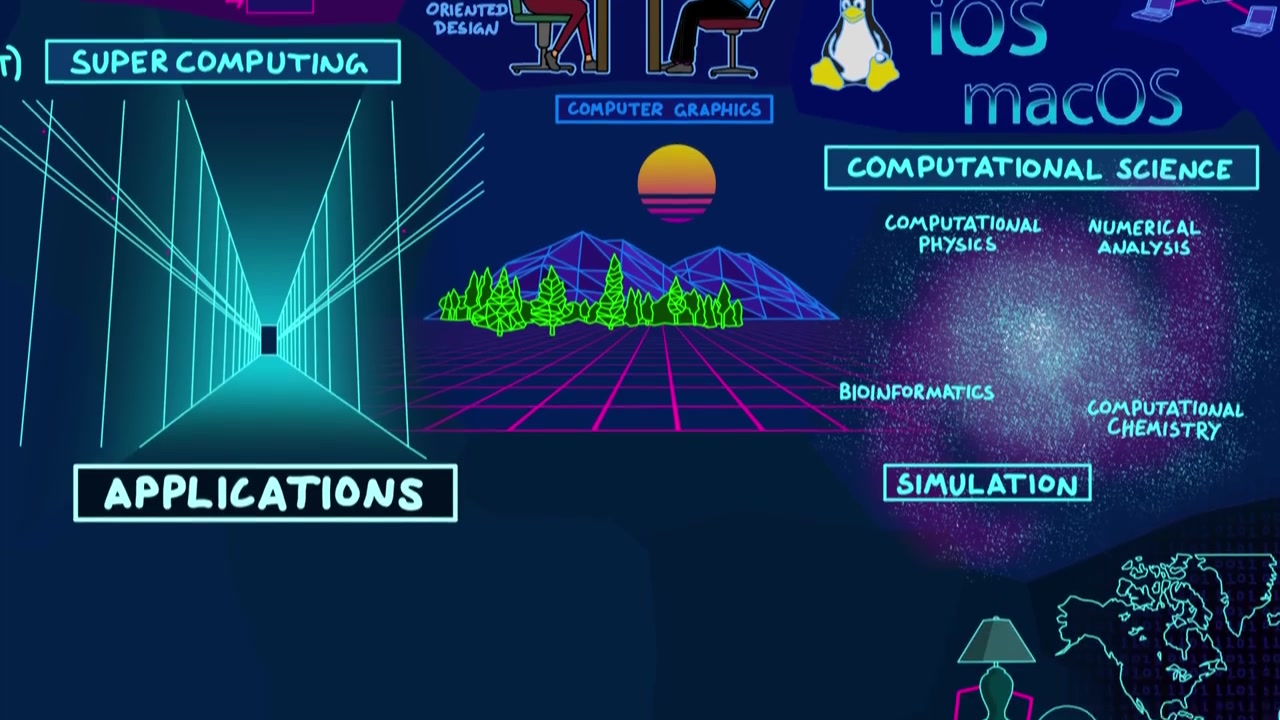 ORIENTED
DESIGN
iOS
macOS
T)
SUPER COMPUTING
COMPUTER GRAPHICS
COMPUTATIONAL SCIENCE
COMPUTATIONAL
PHYSICS
NUMERICAL
ANALYSIS
BIOINFORMATICS
COMPUTATIONAL
CHEMISTRY
SIMULATION
APPLICATIONS